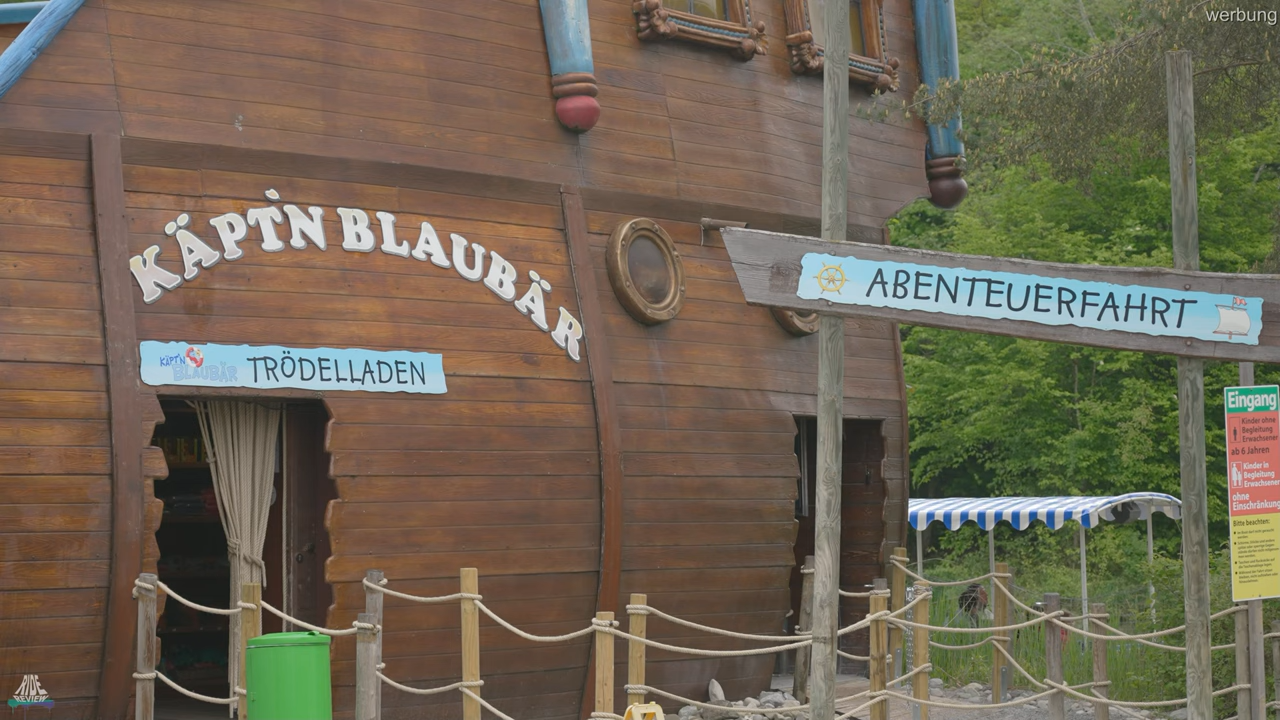 werbung
KÄPT'N BLAUBÄR
ABENTEUERFAHRT
KÄPT'N
BLAUBÄR
TRÖDELLADEN
Eingang
Kinder ohne
Begleitung
Erwachsener
ab 6 Jahren
Kinder in
Begleitung
Erwachsener
ohne
Einschränkung
Bitte beachten:
RIDE
REVIEW